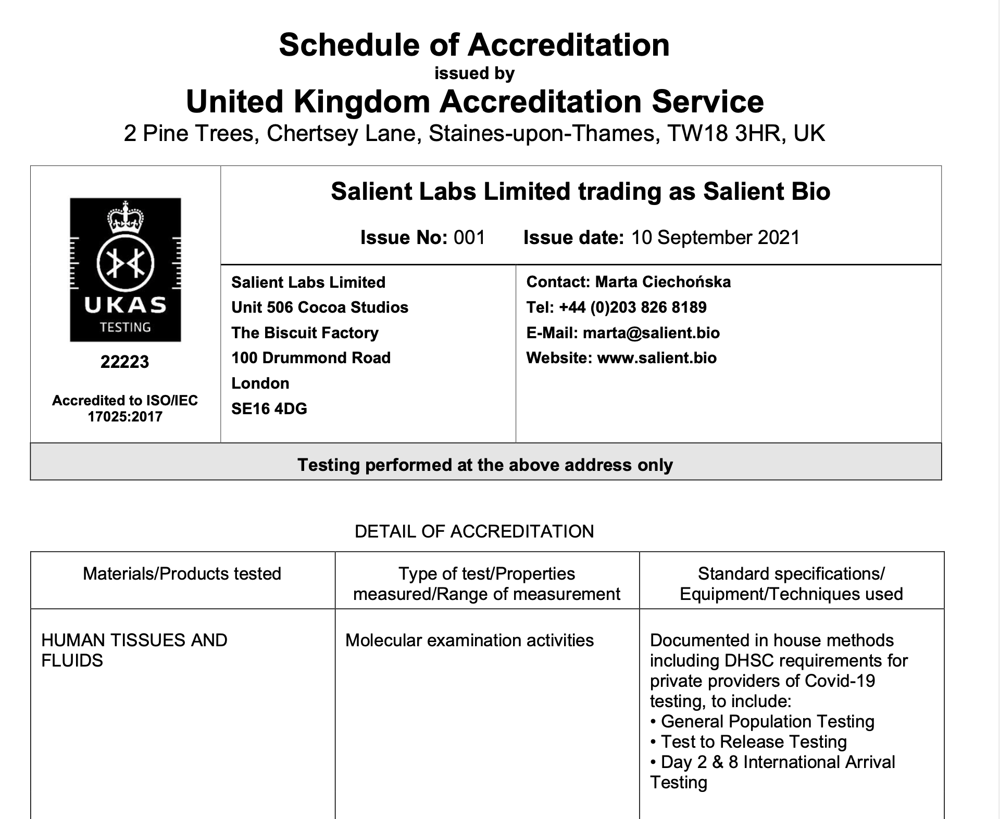 Schedule of Accreditation
issued by
United Kingdom Accreditation Service
2 Pine Trees, Chertsey Lane, Staines-upon-Thames, TW18 3HR, UK
UKAS
TESTING
22223
Accredited to ISO/IEC
17025:2017
Salient Labs Limited trading as Salient Bio
Issue No: 001 Issue date: 10 September 2021
Salient Labs Limited
Unit 506 Cocoa Studios
The Biscuit Factory
100 Drummond Road
London
SE16 4DG
Contact: Marta Ciechońska
Tel: +44 (0)203 826 8189
E-Mail: marta@salient.bio
Website: www.salient.bio
Testing performed at the above address only
DETAIL OF ACCREDITATION
Materials/Products tested
Type of test/Properties
measured/Range of measurement
Standard specifications/
Equipment/Techniques used
HUMAN TISSUES AND
FLUIDS
Molecular examination activities
Documented in house methods
including DHSC requirements for
private providers of Covid-19
testing, to include:
• General Population Testing
• Test to Release Testing
• Day 2 & 8 International Arrival
Testing